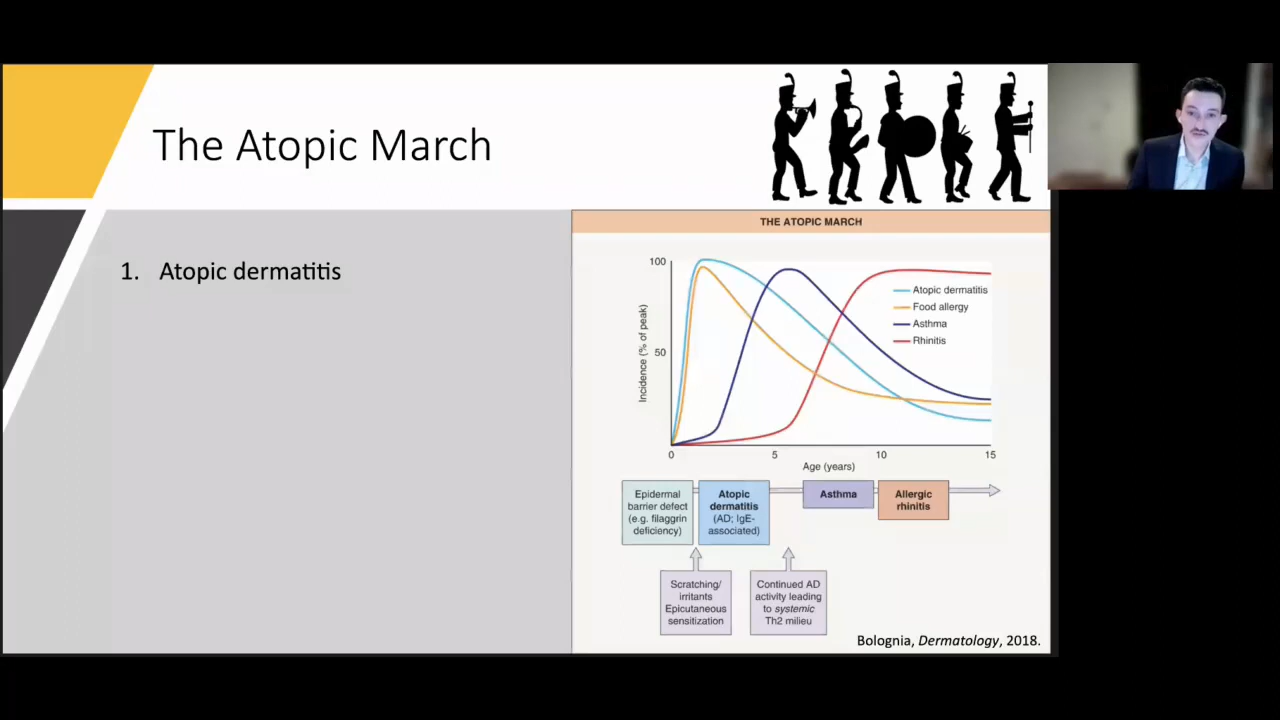 The Atopic March
1. Atopic dermatitis
THE ATOPIC MARCH
100
50
Incidence (% of peak)
Atopic dermatitis
Food allergy
Asthma
Rhinitis
0 5 10 15
Age (years)
Epidermal
barrier defect
(e.g. filaggrin
deficiency)
Atopic
dermatitis
(AD; IgE-
associated)
Asthma
Allergic
rhinitis
Scratching/
irritants
Epicutaneous
sensitization
Continued AD
activity leading
to systemic
Th2 milieu
Bolognia, Dermatology, 2018.